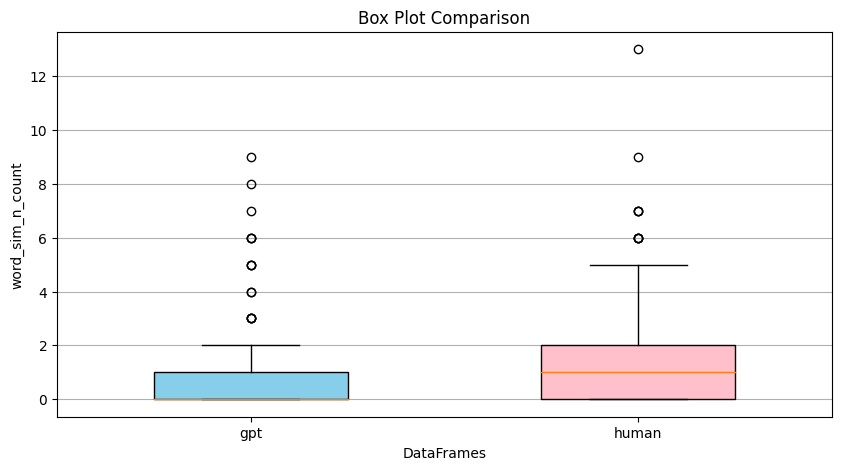 Box Plot Comparison
word_sim_n_count
12
10
8
6
4
2
0
gpt
human
DataFrames